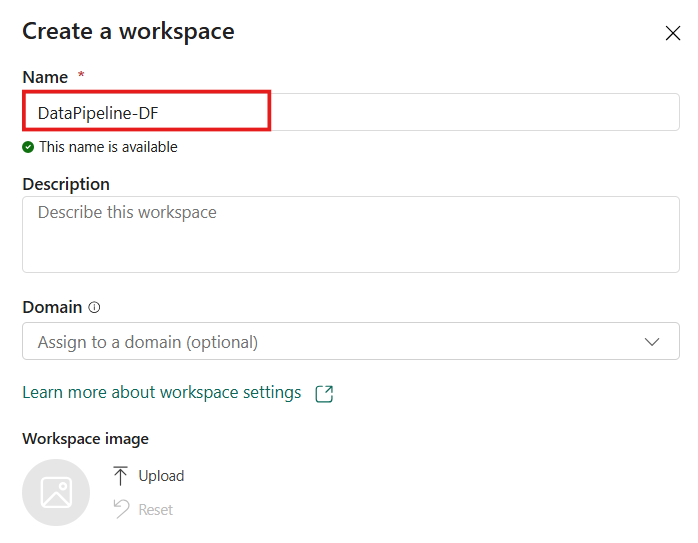 Create a workspace
Name *
DataPipeline-DF
This name is available
Description
Describe this workspace
Domain
Assign to a domain (optional)
Learn more about workspace settings
Workspace image
Upload
Reset